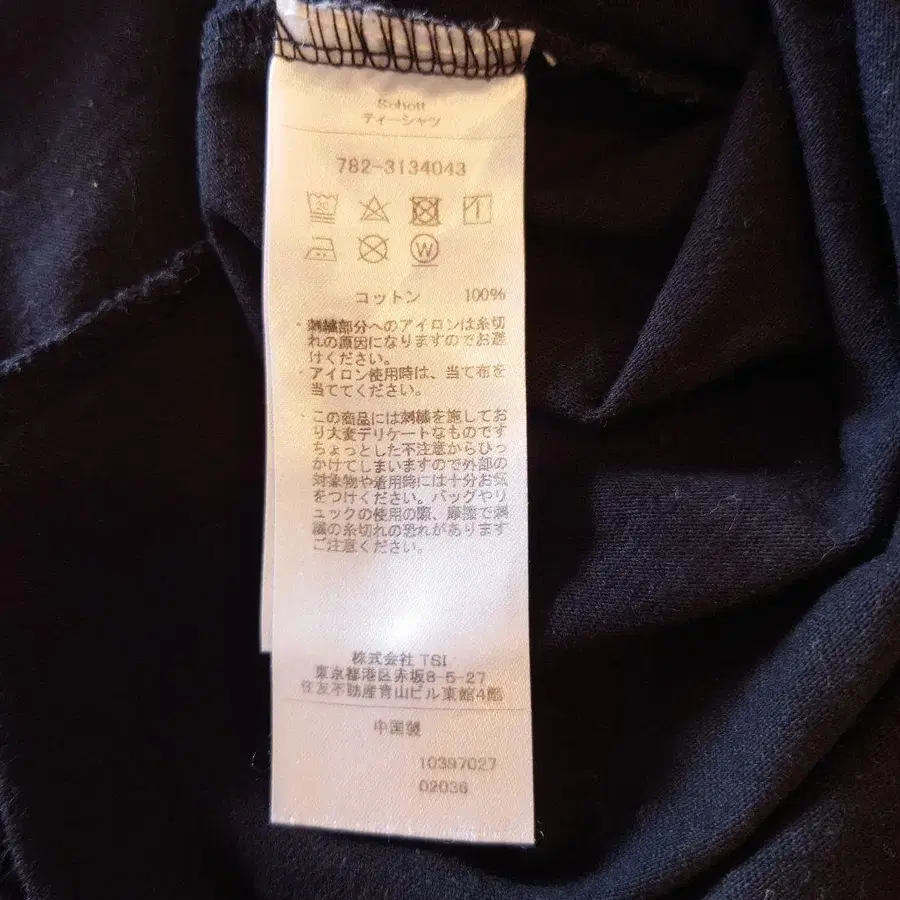 Schott
ティーシャツ
782-3134043
30
W
コットン 100%
・刺繍部分へのアイロンは糸切
れの原因になりますのでお避
けください。
・アイロン使用時は、当て布を
当ててください。
・この商品には刺繍を施してお
り大変デリケートなものです
ちょっとした不注意からひっ
かけてしまいますので外部の
対象物や着用時には十分お気
をつけください。バッグやリ
ュックの使用の際、摩擦で刺
繍の糸切れの恐れがあります
ご注意ください。
株式会社 TSI
東京都港区赤坂8-5-27
住友不動産青山ビル東館4階
中国製
10397027
02036